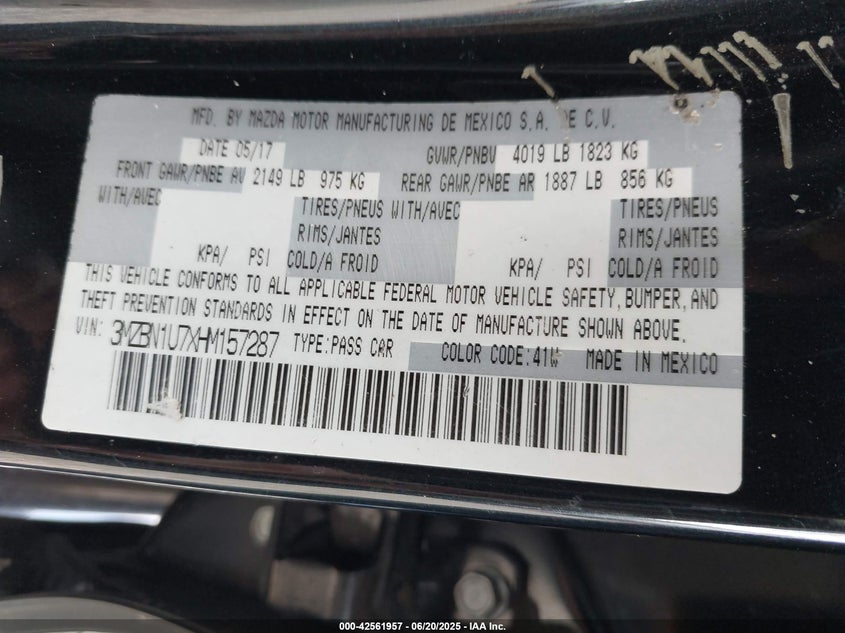 MFD. BY MAZDA MOTOR MANUFACTURING DE MEXICO S.A. DE C.V.
DATE 05/17 GVWR/PNBV 4019 LB 1823 KG
FRONT GAWR/PNBE AV 2149 LB 975 KG REAR GAWR/PNBE AR 1887 LB 856 KG
WITH/AVEC TIRES/PNEUS WITH/AVEC TIRES/PNEUS
RIMS/JANTES RIMS/JANTES
KPA/ PSI COLD/A FROID KPA/ PSI COLD/A FROID
THIS VEHICLE CONFORMS TO ALL APPLICABLE FEDERAL MOTOR VEHICLE SAFETY, BUMPER, AND
THEFT PREVENTION STANDARDS IN EFFECT ON THE DATE OF MANUFACTURE SHOWN ABOVE.
VIN: 3MZBN1U7XHM157287 TYPE:PASS CAR COLOR CODE:41W MADE IN MEXICO
000-42561957 - 06/20/2025 - IAA Inc.